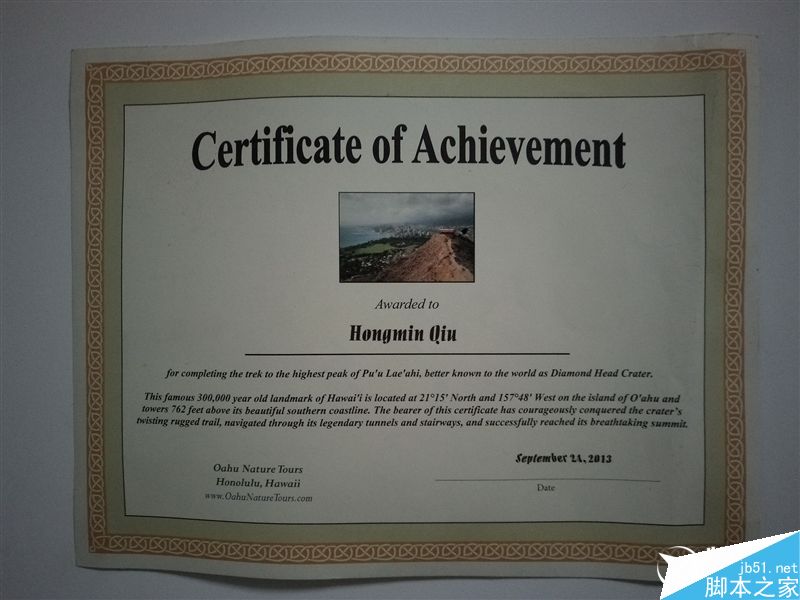 Certificate of Achievement
Awarded to
Hongmin Qiu
for completing the trek to the highest peak of Pu'u Lae'ahi, better known to the world as Diamond Head Crater.
This famous 300,000 year old landmark of Hawai'i is located at 21°15' North and 157°48' West on the island of O'ahu and
towers 762 feet above its beautiful southern coastline. The bearer of this certificate has courageously conquered the crater's
twisting rugged trail, navigated through its legendary tunnels and stairways, and successfully reached its breathtaking summit.
Oahu Nature Tours
Honolulu, Hawaii
www.OahuNatureTours.com
September 24, 2013
Date
jb51.net
脚本之家